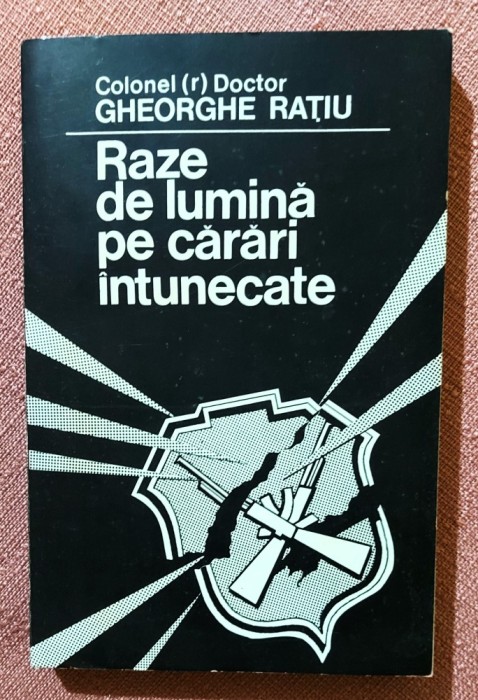 Colonel (r) Doctor
GHEORGHE RAȚIU
Raze
de lumină
pe cărări
întunecate